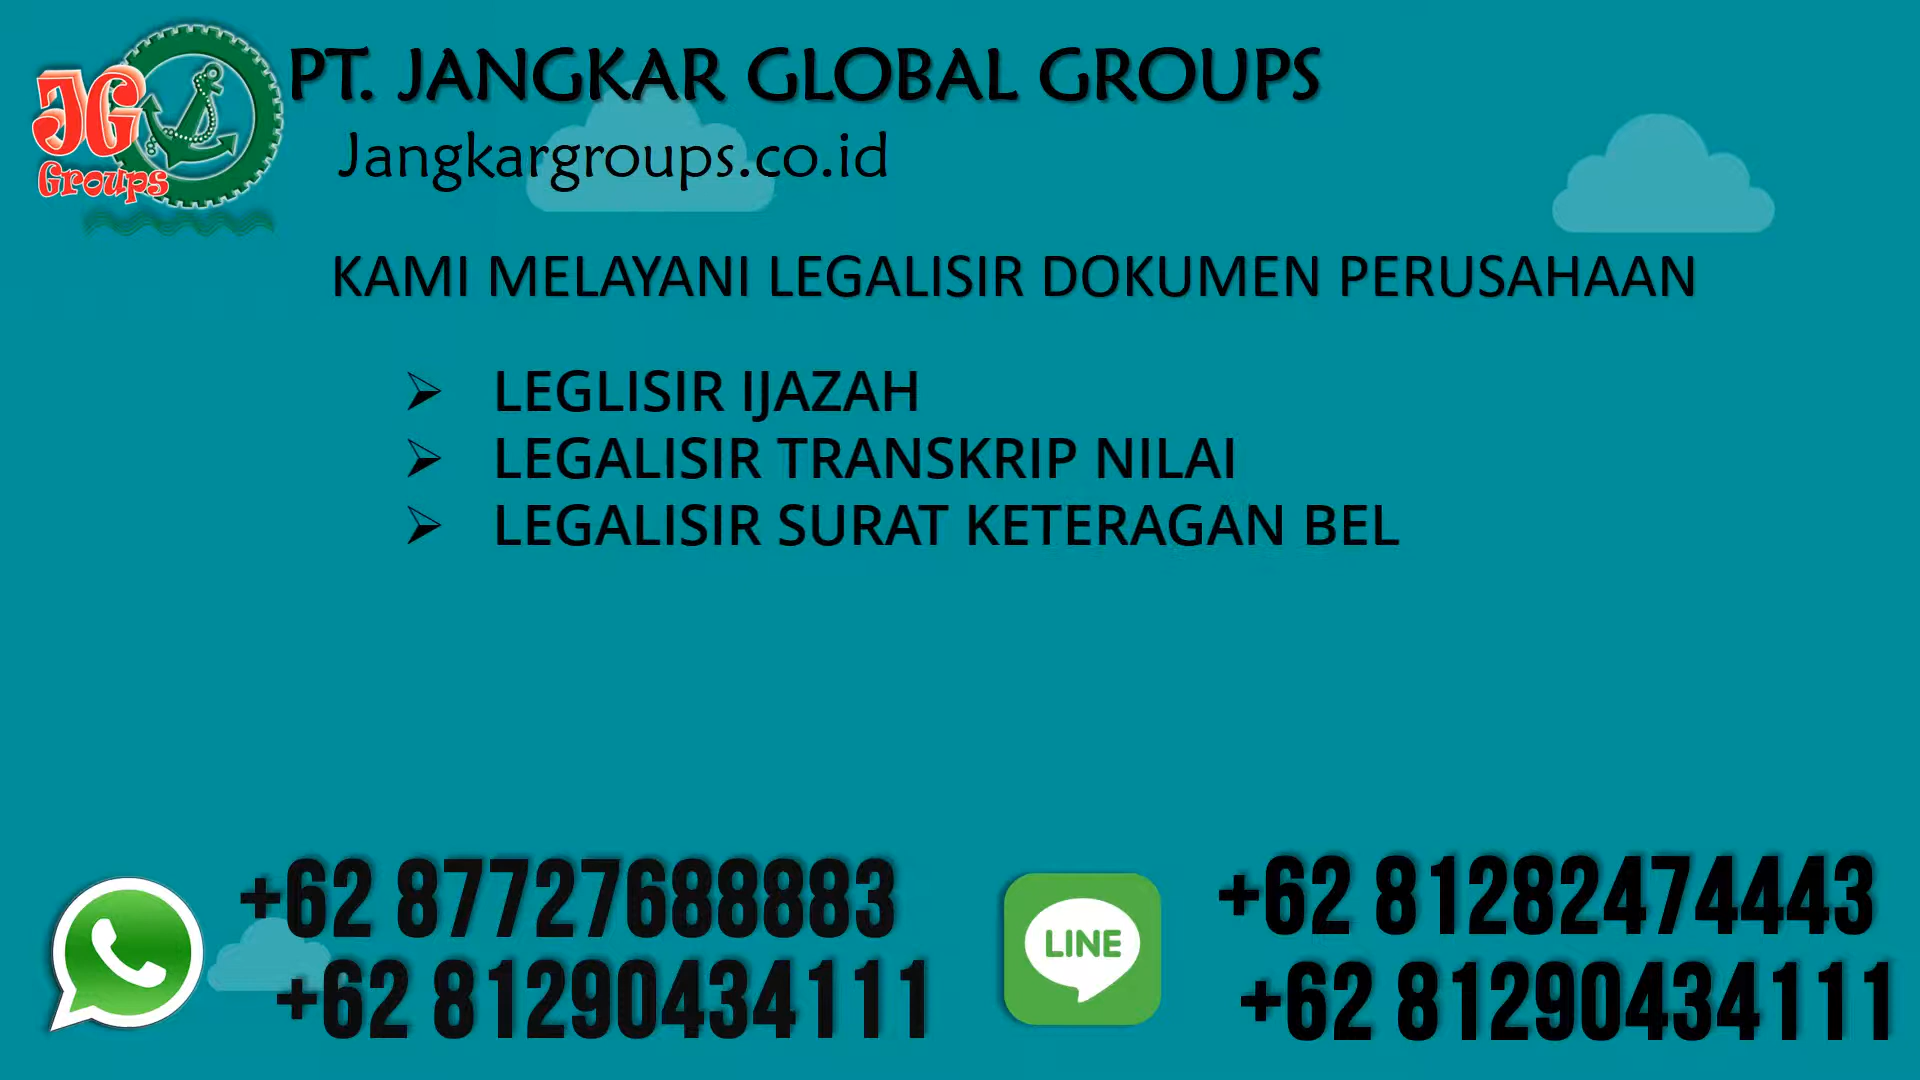 JG
Groups
PT. JANGKAR GLOBAL GROUPS
Jangkargroups.co.id
KAMI MELAYANI LEGALISIR DOKUMEN PERUSAHAAN
LEGLISIR IJAZAH
LEGALISIR TRANSKRIP NILAI
LEGALISIR SURAT KETERAGAN BEL
+62 87727688883
+62 81290434111
LINE
+62 81282474443
+62 81290434111